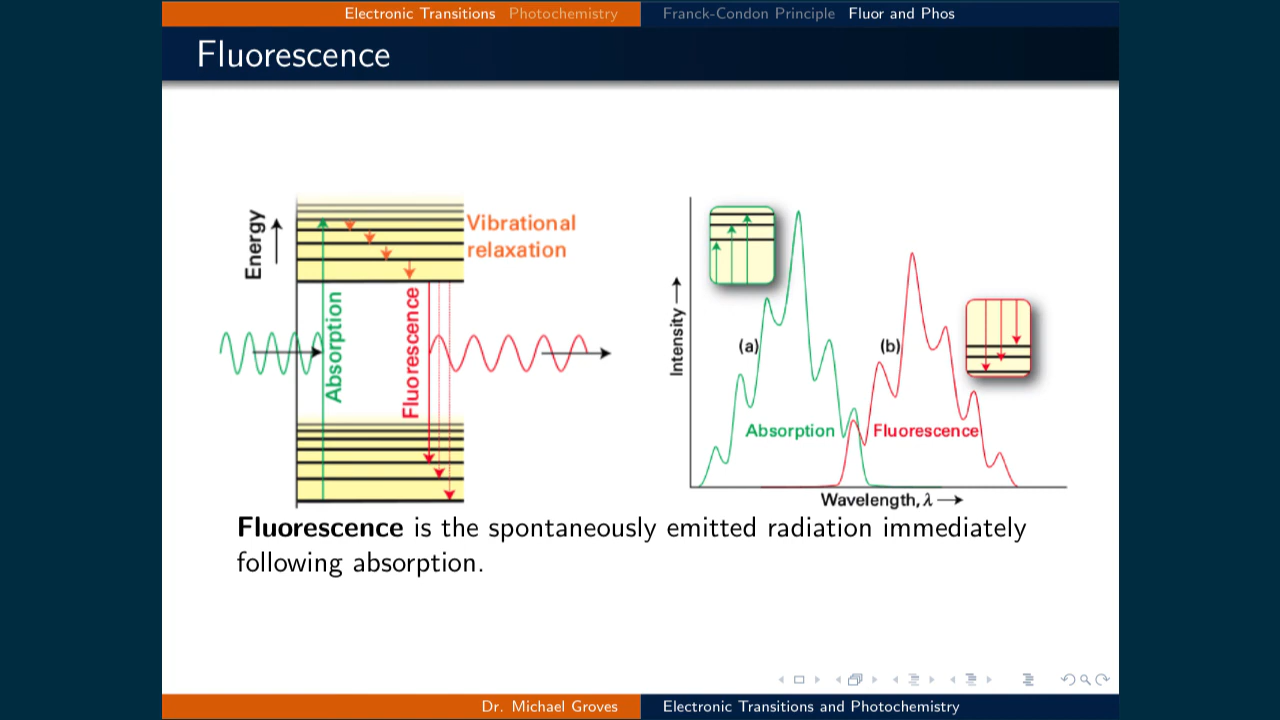 Electronic Transitions Photochemistry Franck-Condon Principle Fluor and Phos
Fluorescence
Energy
Vibrational
relaxation
Absorption
Fluorescence
Intensity
(a)
(b)
Absorption
Fluorescence
Wavelength, λ
Fluorescence is the spontaneously emitted radiation immediately
following absorption.
Dr. Michael Groves Electronic Transitions and Photochemistry